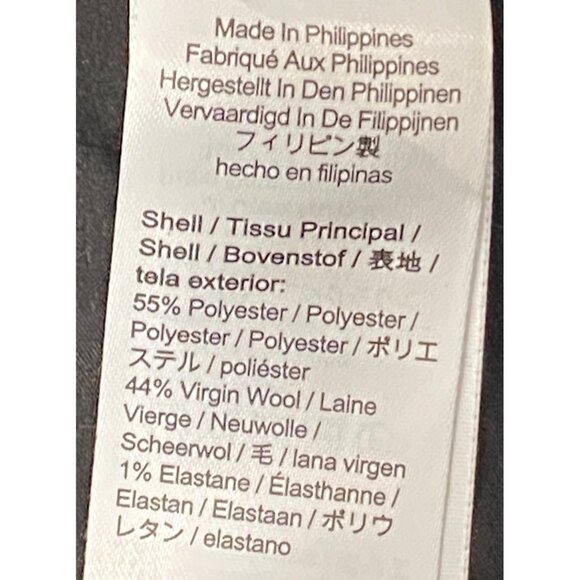 Made In Philippines
Fabriqué Aux Philippines
Hergestellt In Den Philippinen
Vervaardigd In De Filippijnen
フィリピン製
hecho en filipinas
Shell / Tissu Principal /
Shell / Bovenstof / 表地 /
tela exterior:
55% Polyester / Polyester /
Polyester / Polyester / ポリエ
ステル / poliéster
44% Virgin Wool / Laine
Vierge / Neuwolle /
Scheerwol / 毛 / lana virgen
1% Elastane / Élasthanne /
Elastan / Elastaan / ポリウ
レタン / elastano